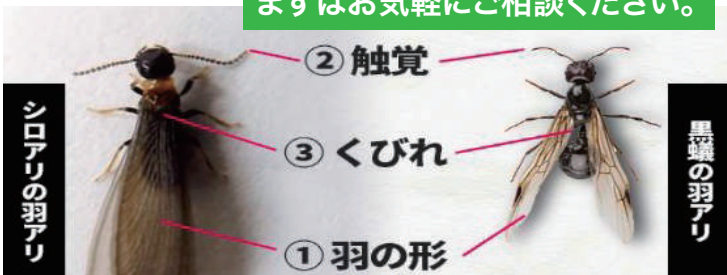 まずはお気軽にご相談ください。
② 触覚
③ くびれ
① 羽の形
シロアリの羽アリ
黒蟻の羽アリ